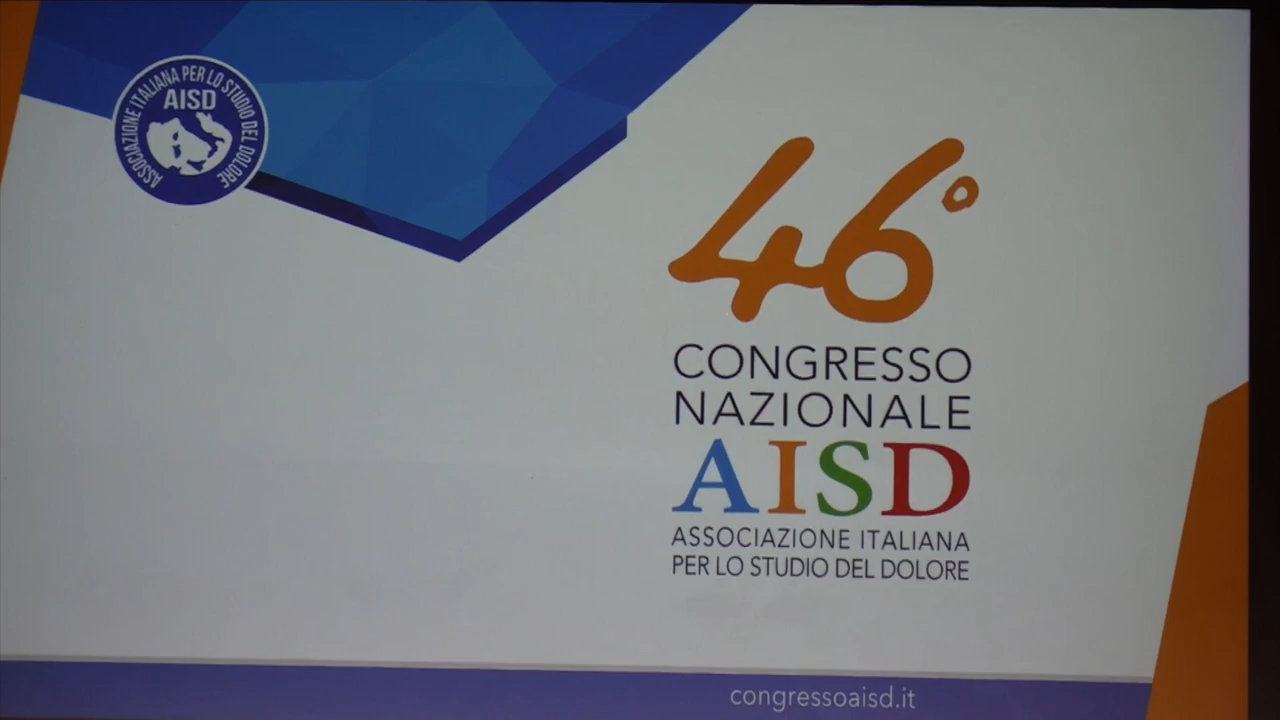 ASSOCIAZIONE ITALIANA PER LO STUDIO DEL DOLORE
AISD
46°
CONGRESSO
NAZIONALE
AISD
ASSOCIAZIONE ITALIANA
PER LO STUDIO DEL DOLORE
congressoaisd.it